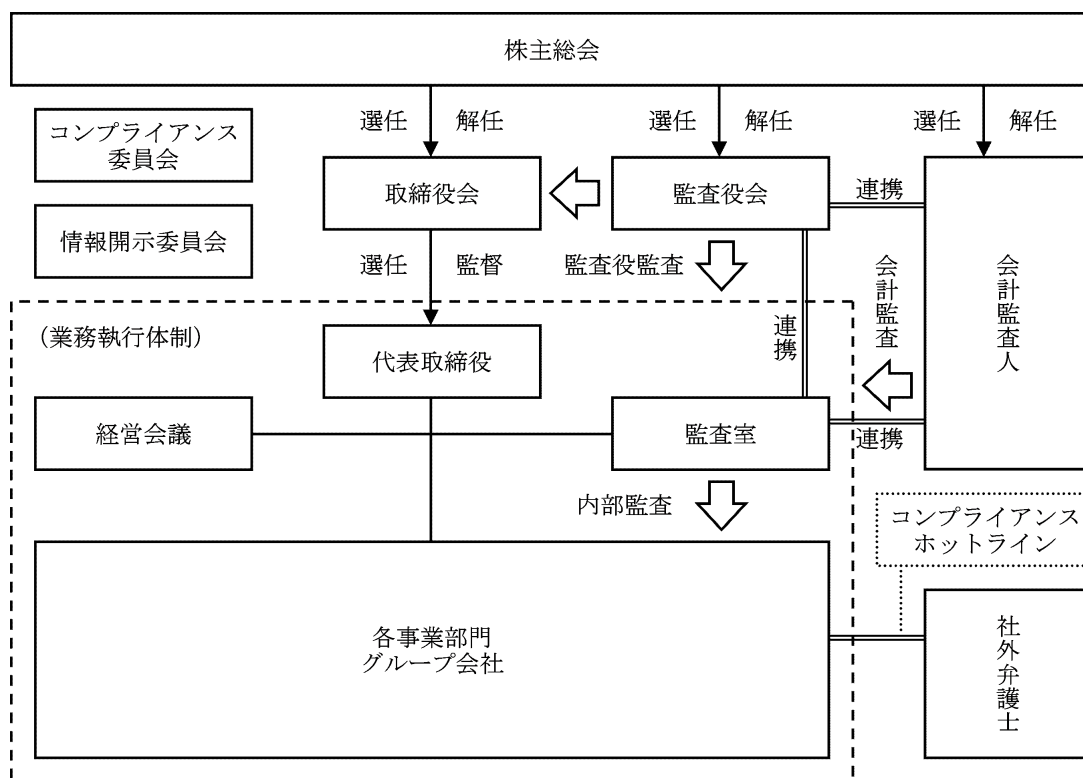 株主総会
選任 解任
選任 解任
選任 解任
コンプライアンス
委員会
取締役会
監査役会
連携
情報開示委員会
選任 監督
監査役監査
会計監査
会計監査人
(業務執行体制)
代表取締役
連携
経営会議
監査室
連携
内部監査
コンプライアンス
ホットライン
各事業部門
グループ会社
社外弁護士